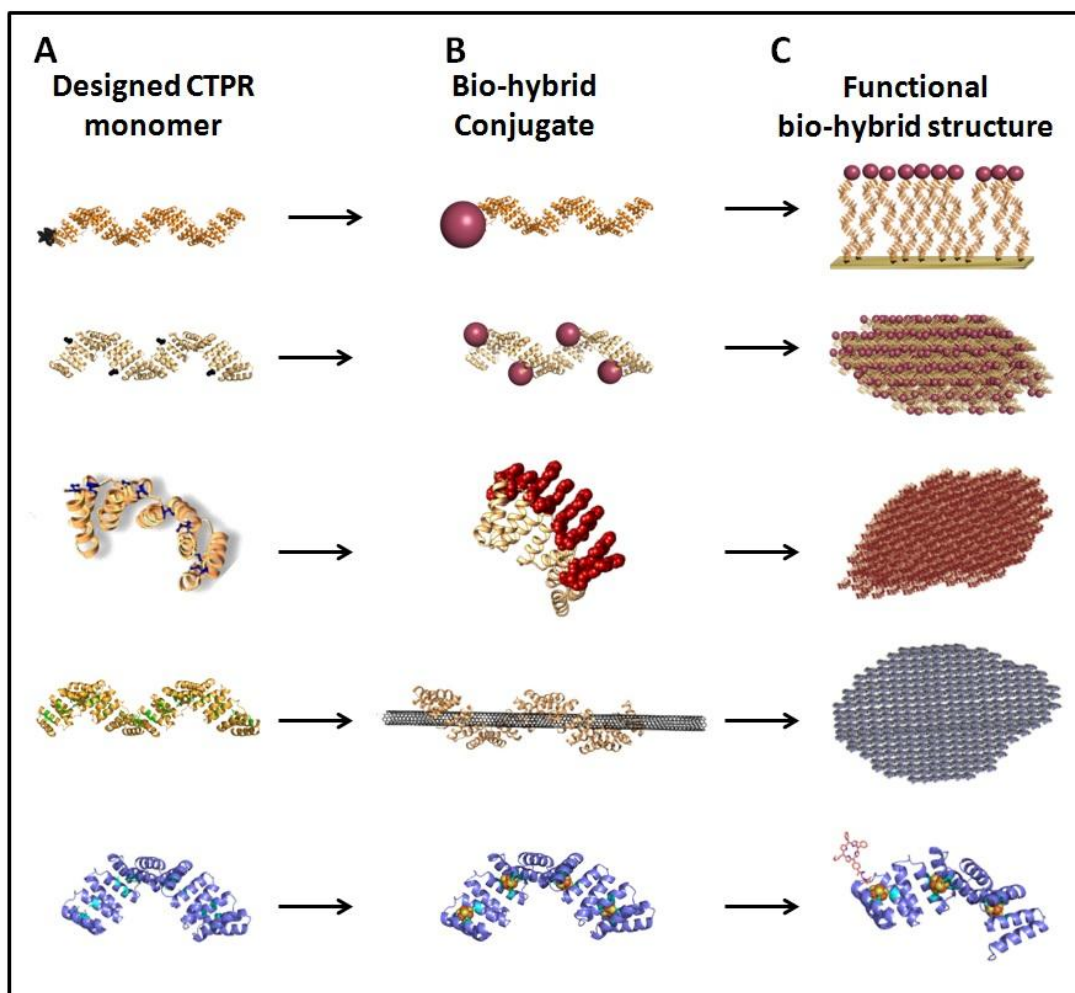 A
Designed CTPR
monomer
B
Bio-hybrid
Conjugate
C
Functional
bio-hybrid structure